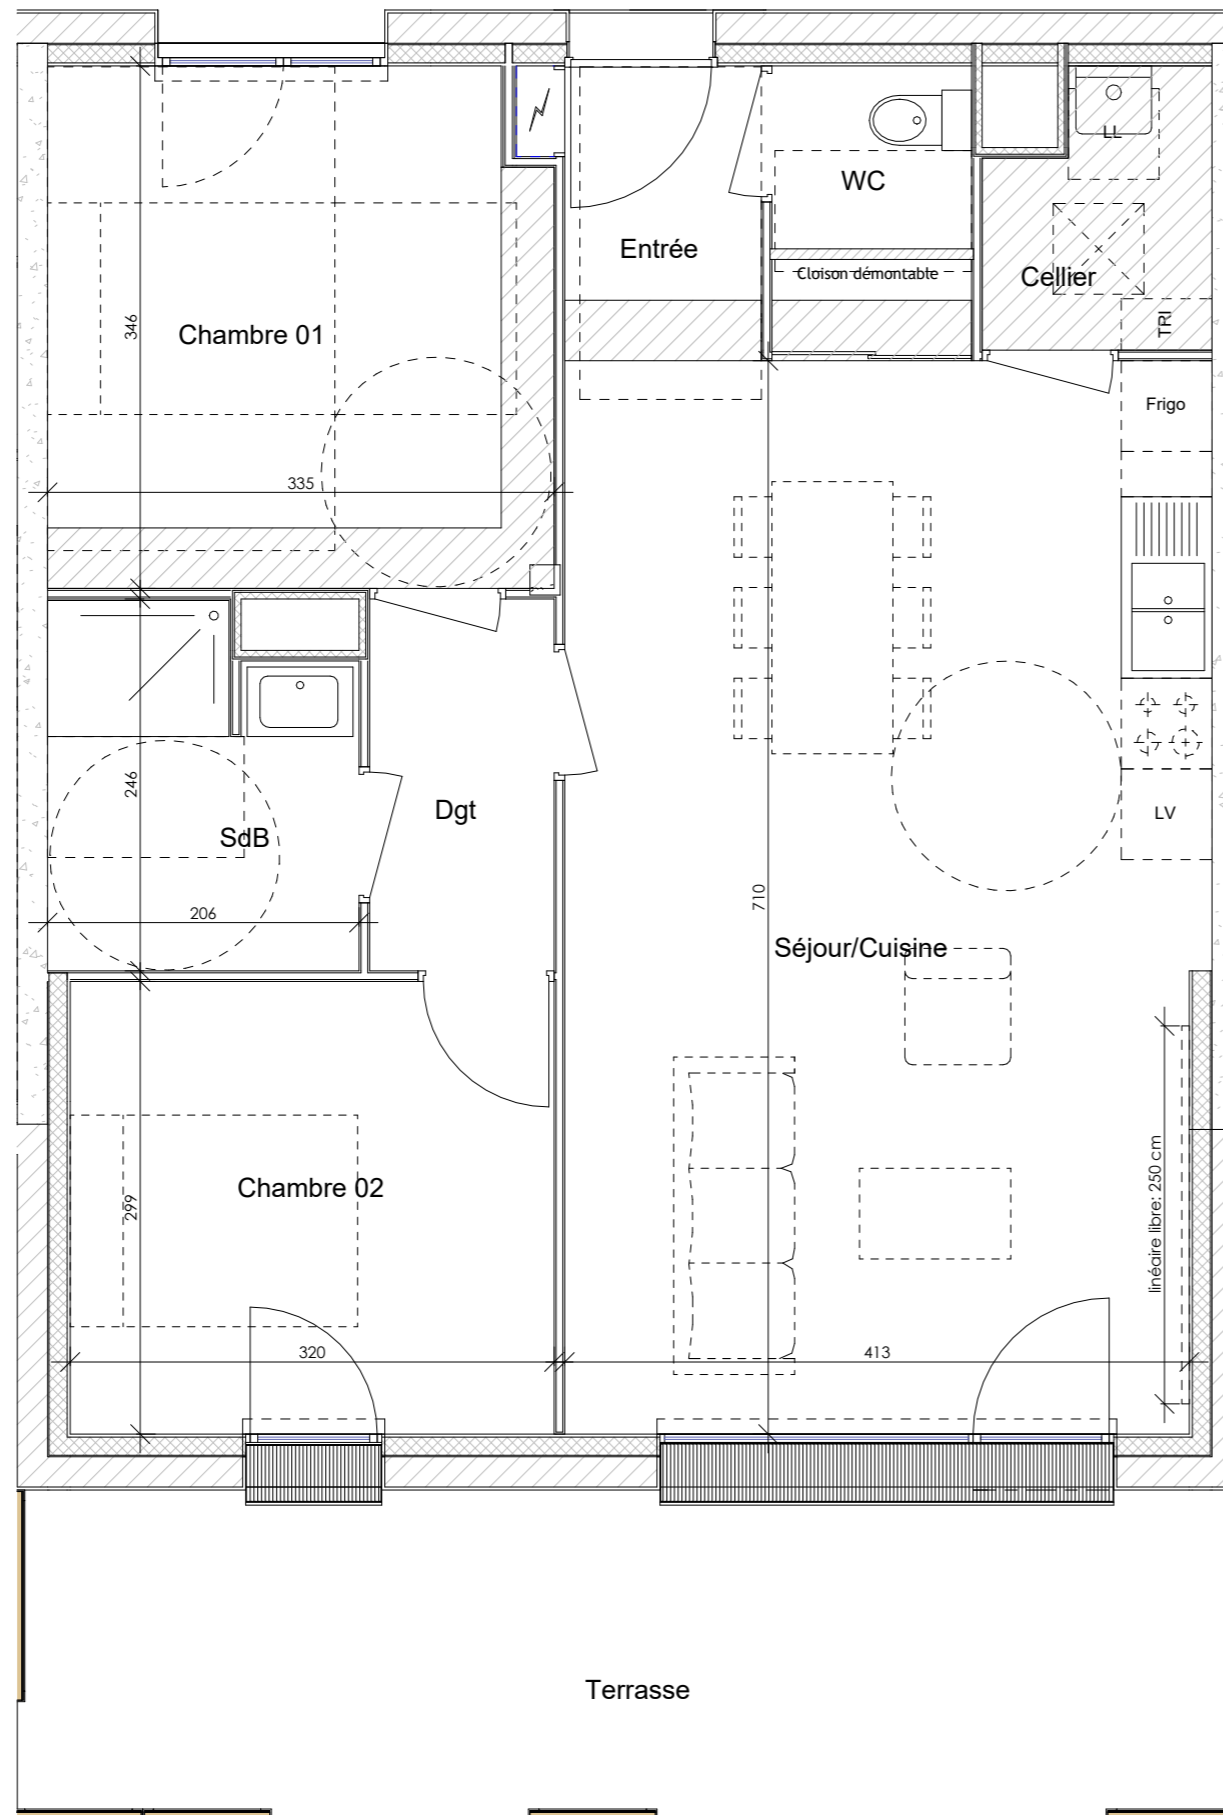 LL
WC
Entrée
Cloison démontable
Cellier
TRI
346
Chambre 01
Frigo
335
246
Dgt
LV
SdB
206
710
Séjour/Cuisine
linéaire libre: 250 cm
Chambre 02
299
320
413
Terrasse